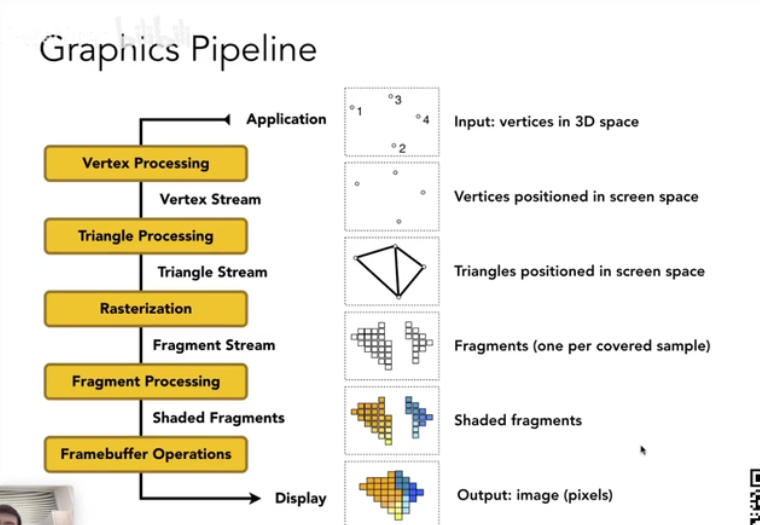 Graphics Pipeline
Application
1
3
4
2
Input: vertices in 3D space
Vertex Processing
Vertex Stream
Vertices positioned in screen space
Triangle Processing
Triangle Stream
Triangles positioned in screen space
Rasterization
Fragment Stream
Fragments (one per covered sample)
Fragment Processing
Shaded Fragments
Shaded fragments
Framebuffer Operations
Display
Output: image (pixels)